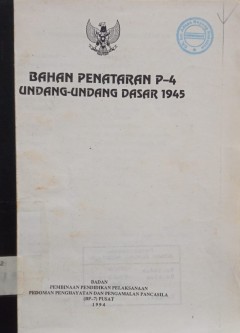 BAHAN PENATARAN P-4
UNDANG-UNDANG DASAR 1945
BADAN
PEMBINAAN PENDIDIKAN PELAKSANAAN
PEDOMAN PENGHAYATAN DAN PENGAMALAN PANCASILA
(BP-7) PUSAT
1994